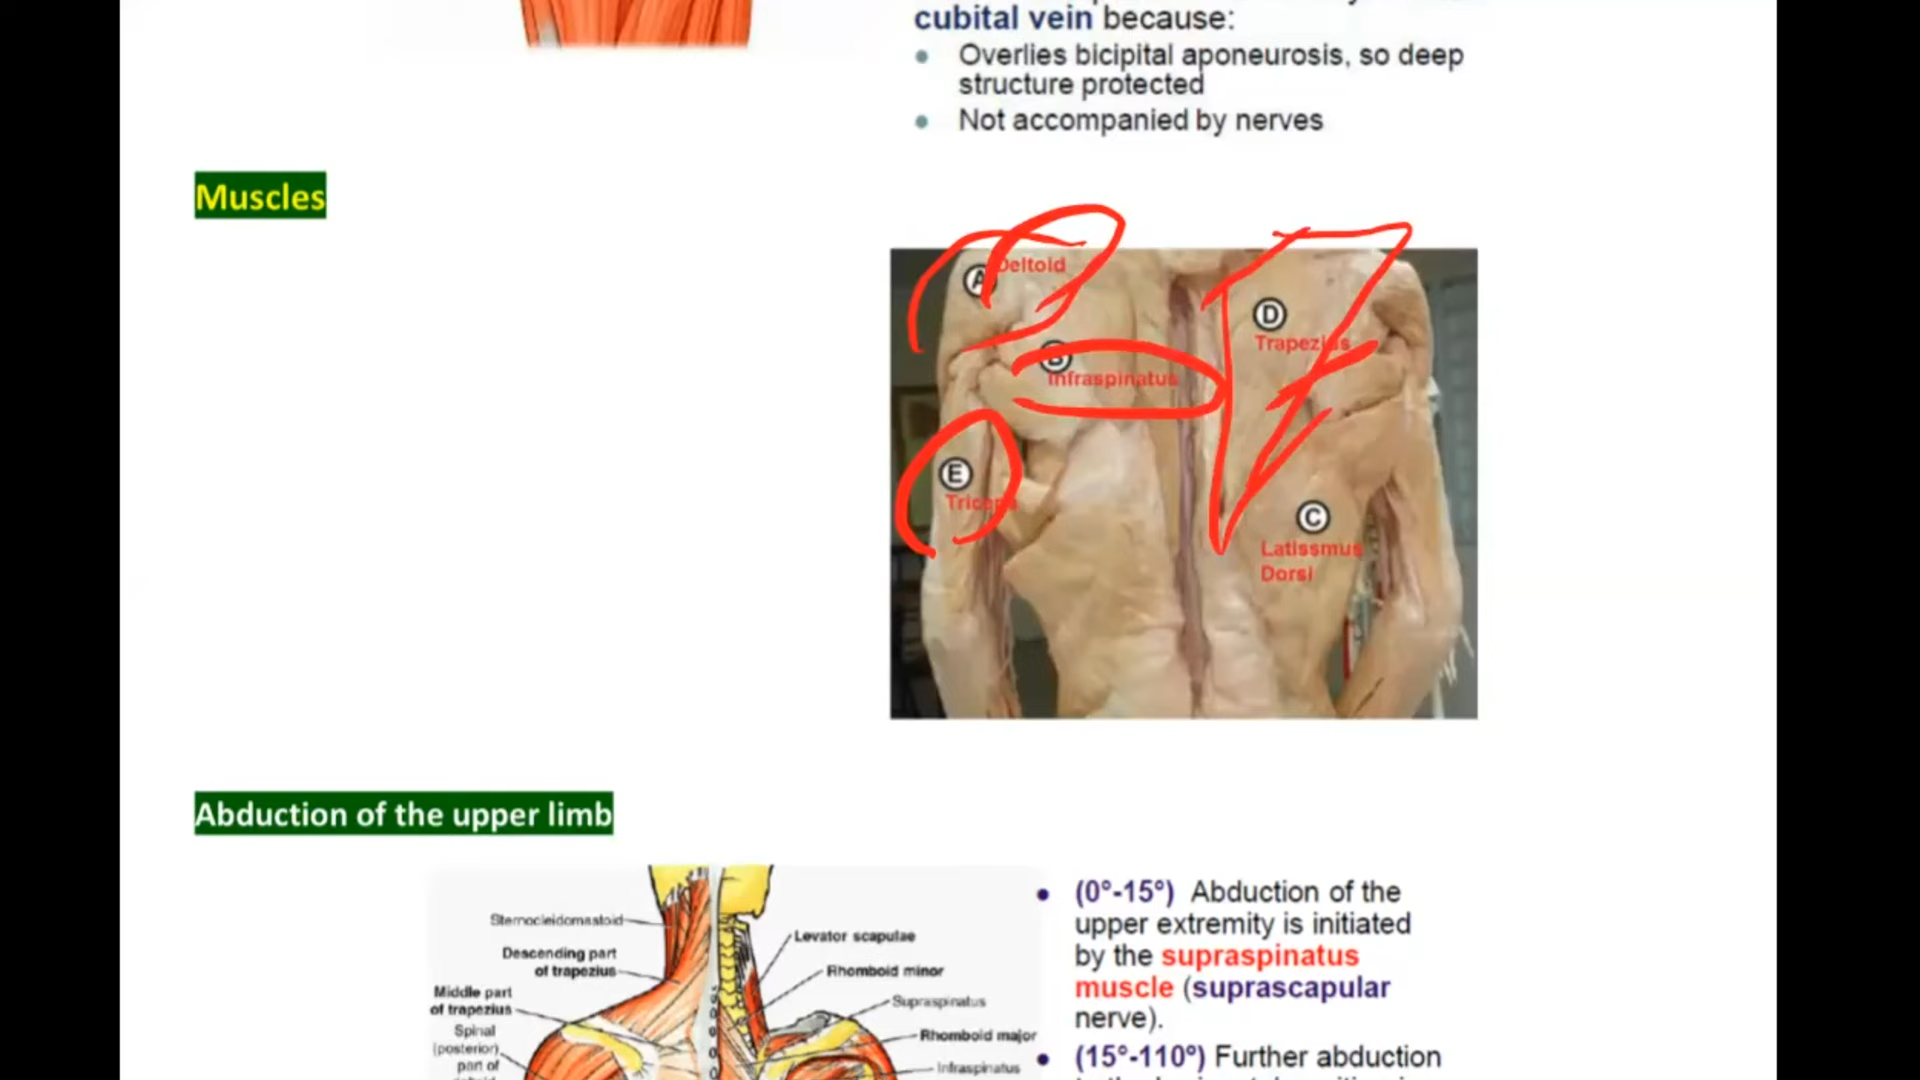 cubital vein because:
Overlies bicipital aponeurosis, so deep
structure protected
Not accompanied by nerves
Muscles
A
Deltoid
D
Trapezius
B
Infraspinatus
E
Triceps
C
Latissmus
Dorsi
Abduction of the upper limb
Sternocleidomastoid
Descending part
of trapezius
Middle part
of trapezius
Spinal
(posterior)
part of
Levator scapulae
Rhomboid minor
Supraspinatus
Rhomboid major
Infraspinatus
(0°-15°) Abduction of the
upper extremity is initiated
by the supraspinatus
muscle (suprascapular
nerve).
(15°-110°) Further abduction